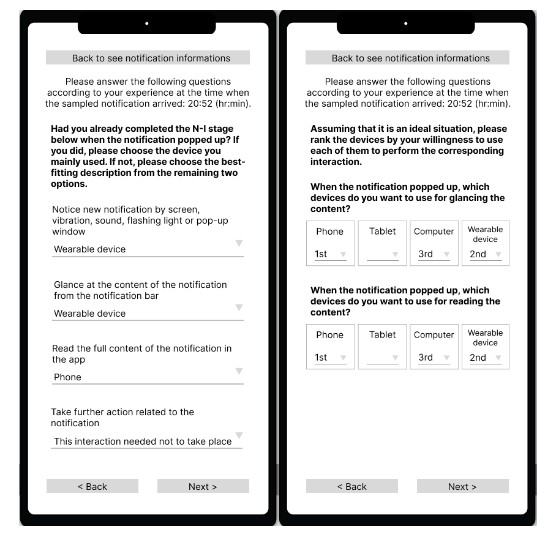 Back to see notification informations
Please answer the following questions
according to your experience at the time when
the sampled notification arrived: 20:52 (hr:min).
Had you already completed the N-I stage
below when the notification popped up? If
you did, please choose the device you
mainly used. If not, please choose the best-
fitting description from the remaining two
options.
Notice new notification by screen,
vibration, sound, flashing light or pop-up
window
Wearable device
Glance at the content of the notification
from the notification bar
Wearable device
Read the full content of the notification in
the app
Phone
Take further action related to the
notification
This interaction needed not to take place
< Back
Next >
Back to see notification informations
Please answer the following questions
according to your experience at the time when
the sampled notification arrived: 20:52 (hr:min).
Assuming that it is an ideal situation, please
rank the devices by your willingness to use
each of them to perform the corresponding
interaction.
When the notification popped up, which
devices do you want to use for glancing the
content?
Phone
Tablet
Computer
Wearable
device
1st
3rd
2nd
When the notification popped up, which
devices do you want to use for reading the
content?
Phone
Tablet
Computer
Wearable
device
1st
3rd
2nd
< Back
Next >